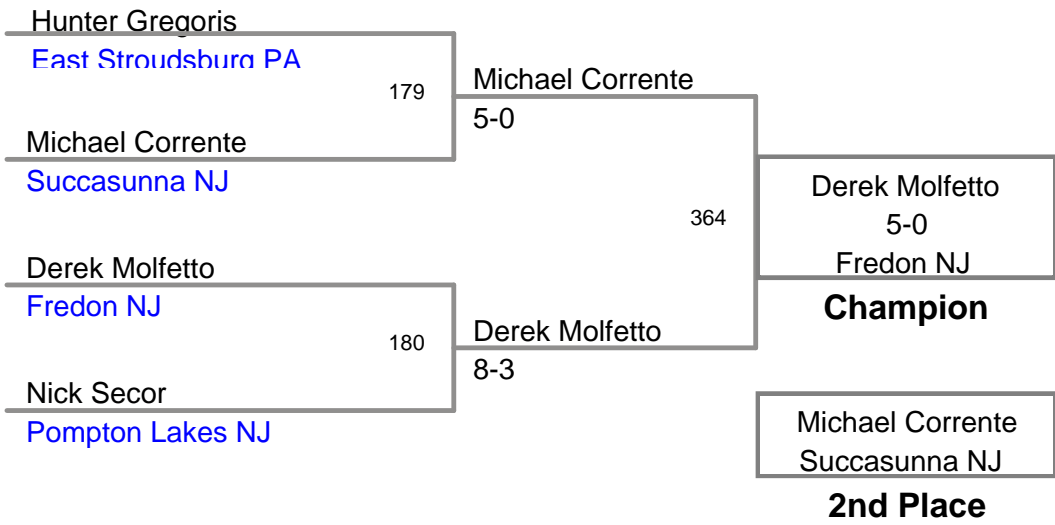 Hunter Gregoris
East Stroudsburg PA
179
Michael Corrente
5-0
Michael Corrente
Succasunna NJ
364
Derek Molfetto
5-0
Fredon NJ
Champion
Derek Molfetto
Fredon NJ
180
Derek Molfetto
8-3
Nick Secor
Pompton Lakes NJ
Michael Corrente
Succasunna NJ
2nd Place